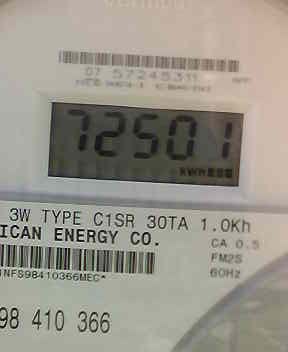 07 57245311
72501
KWH
3W TYPE C1SR 30TA 1.0Kh
ICAN ENERGY CO.
CA 0.5
FM2S
60Hz
NFS98410366MEC*
98 410 366